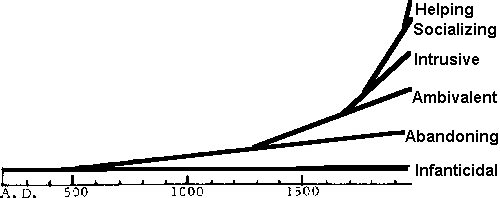 Helping
Socializing
Intrusive
Ambivalent
Abandoning
Infanticidal
A. D. 500 1000 1500